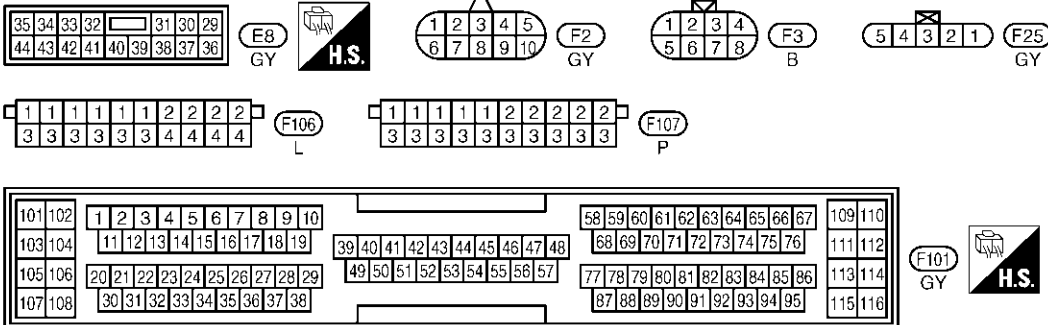 35 34 33 32 31 30 29
44 43 42 41 40 39 38 37 36
E8
GY
H.S.
1 2 3 4 5
6 7 8 9 10
F2
GY
1 2 3 4
5 6 7 8
F3
B
5 4 3 2 1
F25
GY
1 1 1 1 1 1 2 2 2 2
3 3 3 3 3 3 4 4 4 4
F106
L
1 1 1 1 1 2 2 2 2 2
3 3 3 3 3 3 3 3 3 3
F107
P
101 102
103 104
105 106
107 108
1 2 3 4 5 6 7 8 9 10
11 12 13 14 15 16 17 18 19
20 21 22 23 24 25 26 27 28 29
30 31 32 33 34 35 36 37 38
39 40 41 42 43 44 45 46 47 48
49 50 51 52 53 54 55 56 57
58 59 60 61 62 63 64 65 66 67
68 69 70 71 72 73 74 75 76
77 78 79 80 81 82 83 84 85 86
87 88 89 90 91 92 93 94 95
109 110
111 112
113 114
115 116
F101
GY
H.S.